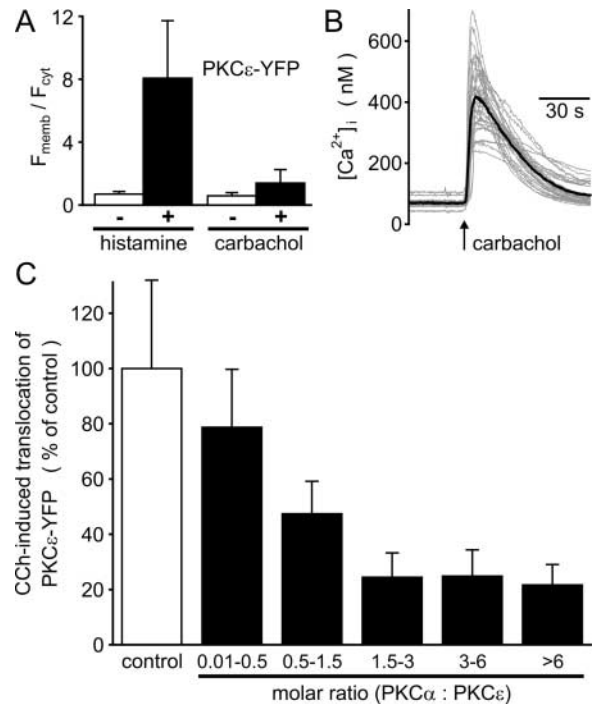 A
12
8
4
0
F_memb / F_cyt
PKCε-YFP
- + - +
histamine carbachol
B
600
400
200
0
[Ca²⁺]ᵢ ( nM )
30 s
carbachol
C
120
100
80
60
40
20
0
CCh-induced translocation of
PKCε-YFP ( % of control )
control 0.01-0.5 0.5-1.5 1.5-3 3-6 >6
molar ratio (PKCα : PKCε)